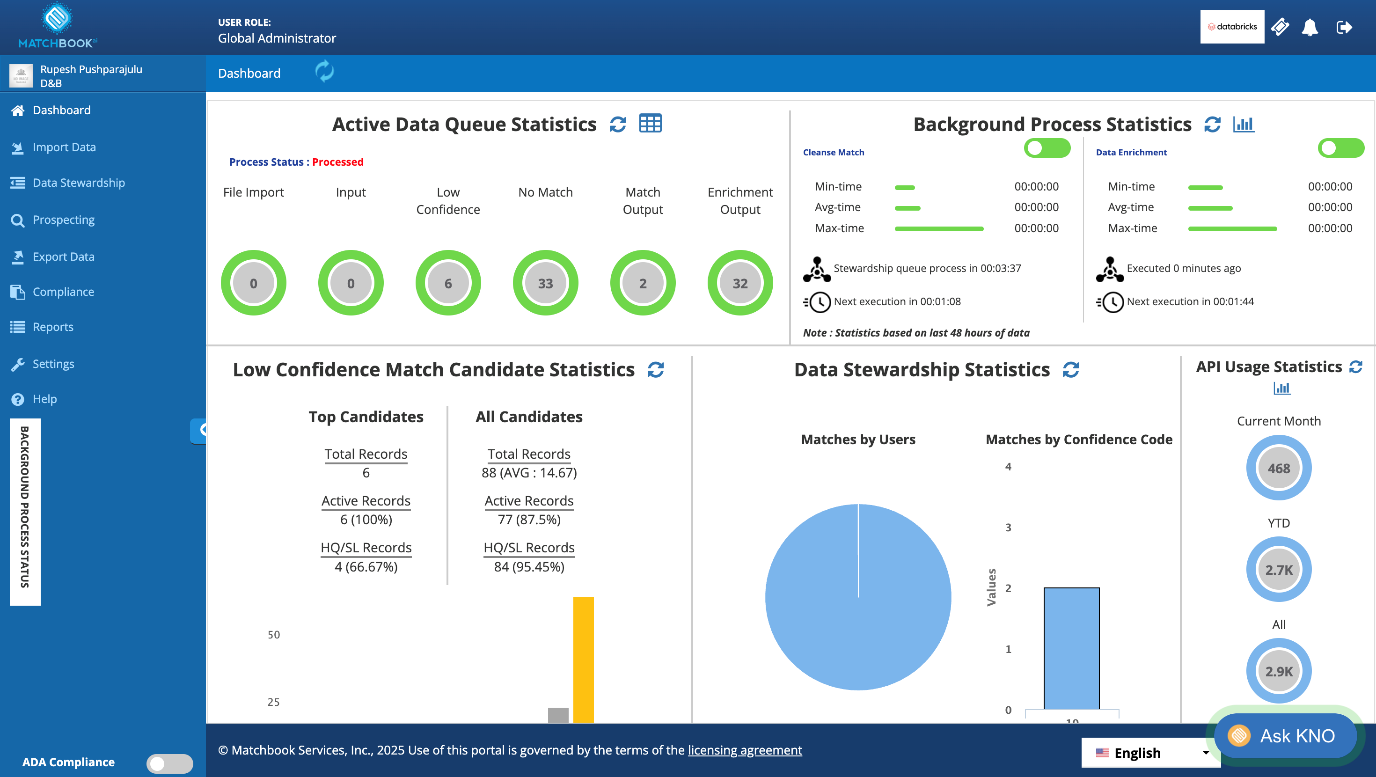 MATCHBOOK
USER ROLE:
Global Administrator
databricks
Rupesh Pushparajulu
D&B
Dashboard
Dashboard
Import Data
Data Stewardship
Prospecting
Export Data
Compliance
Reports
Settings
Help
BACKGROUND PROCESS STATUS
ADA Compliance
Active Data Queue Statistics
Process Status : Processed
File Import
Input
Low
Confidence
No Match
Match
Output
Enrichment
Output
0
0
6
33
2
32
Background Process Statistics
Cleanse Match
Min-time 00:00:00
Avg-time 00:00:00
Max-time 00:00:00
Stewardship queue process in 00:03:37
Next execution in 00:01:08
Data Enrichment
Min-time 00:00:00
Avg-time 00:00:00
Max-time 00:00:00
Executed 0 minutes ago
Next execution in 00:01:44
Note : Statistics based on last 48 hours of data
Low Confidence Match Candidate Statistics
Top Candidates
Total Records
6
Active Records
6 (100%)
HQ/SL Records
4 (66.67%)
All Candidates
Total Records
88 (AVG : 14.67)
Active Records
77 (87.5%)
HQ/SL Records
84 (95.45%)
50
25
Data Stewardship Statistics
Matches by Users
Matches by Confidence Code
4
3
2
1
0
Values
10
API Usage Statistics
Current Month
468
YTD
2.7K
All
2.9K
© Matchbook Services, Inc., 2025 Use of this portal is governed by the terms of the licensing agreement
English
Ask KNO